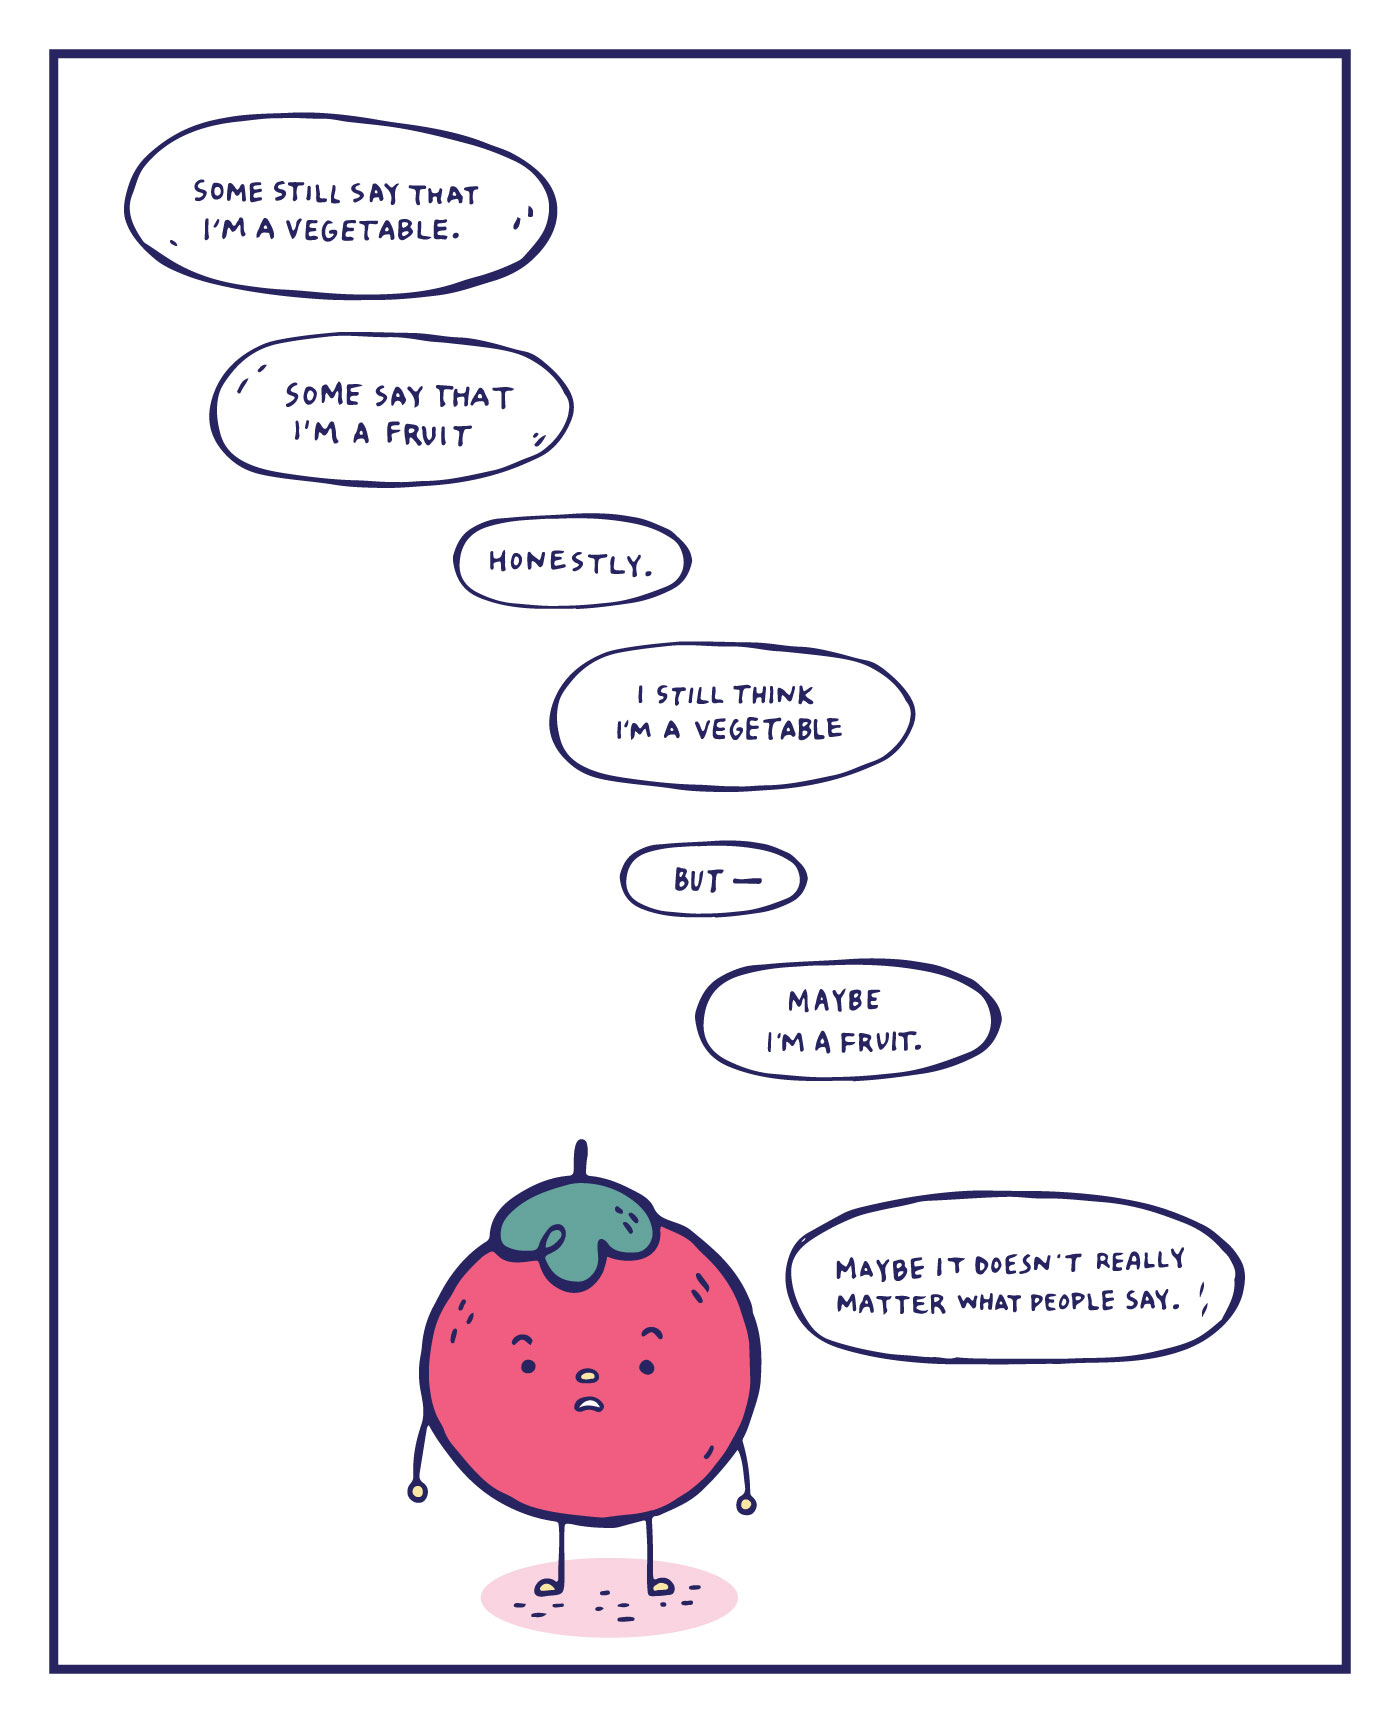 SOME STILL SAY THAT
I'M A VEGETABLE.
SOME SAY THAT
I'M A FRUIT
HONESTLY.
I STILL THINK
I'M A VEGETABLE
BUT —
MAYBE
I'M A FRUIT.
MAYBE IT DOESN'T REALLY
MATTER WHAT PEOPLE SAY.